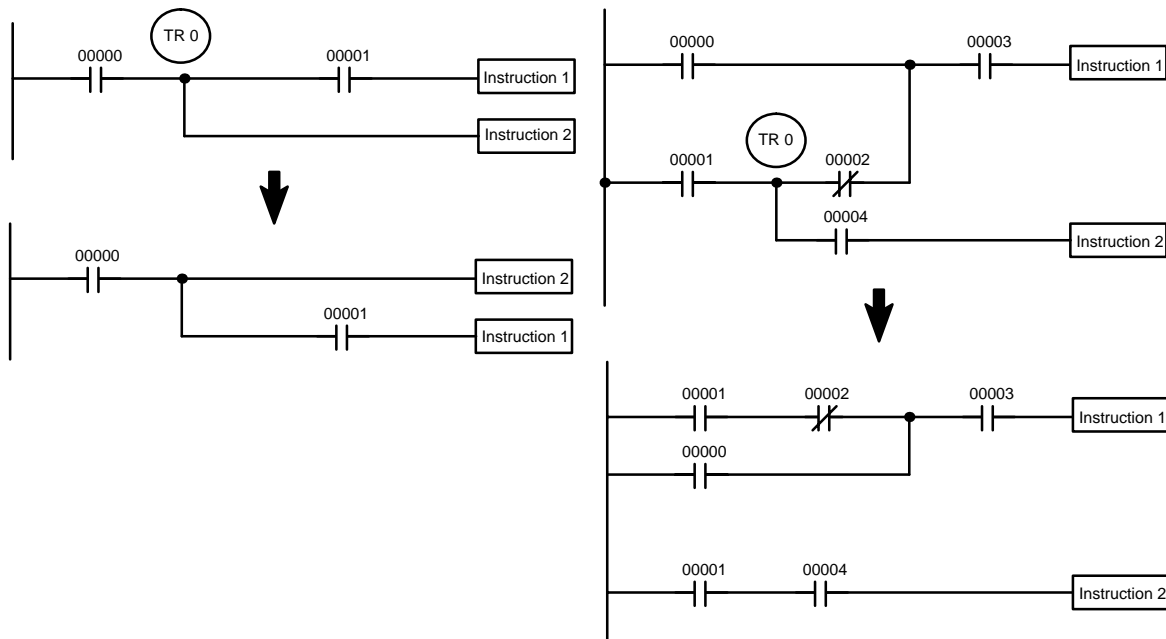 TR 0
00000
00001
Instruction 1
Instruction 2
00000
Instruction 2
00001
Instruction 1
00000
00003
Instruction 1
TR 0
00001
00002
00004
Instruction 2
00001
00002
00003
Instruction 1
00000
00001
00004
Instruction 2